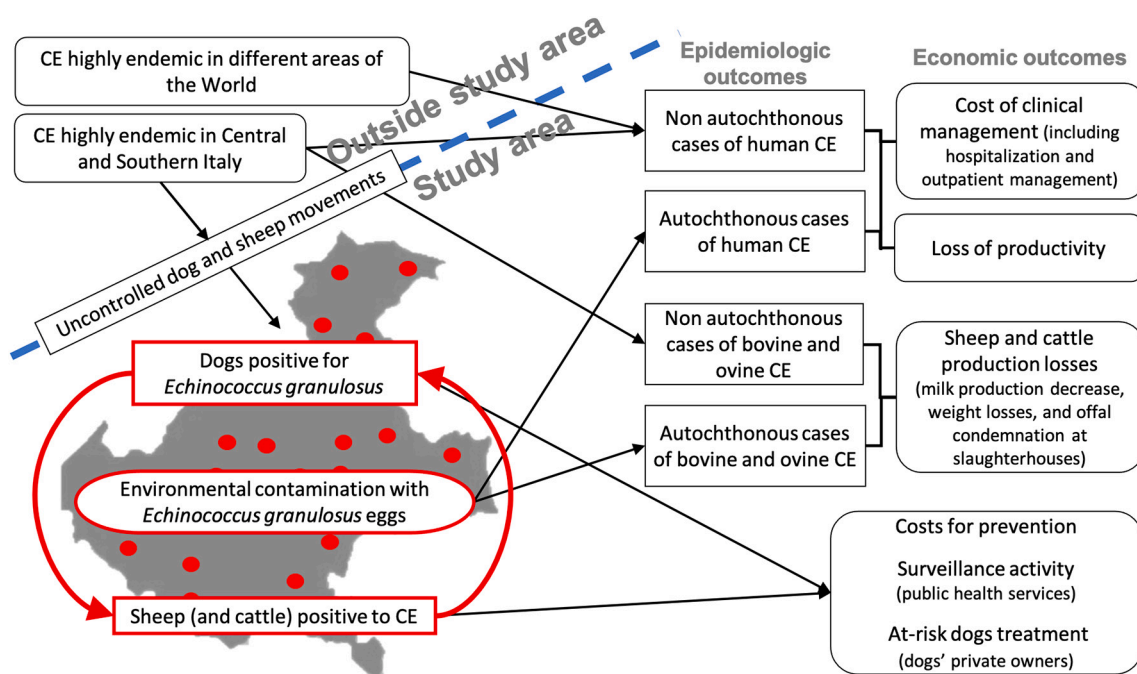 CE highly endemic in different areas of
the World
CE highly endemic in Central
and Southern Italy
Outside study area
Study area
Uncontrolled dog and sheep movements
Dogs positive for
Echinococcus granulosus
Environmental contamination with
Echinococcus granulosus eggs
Sheep (and cattle) positive to CE
Epidemiologic
outcomes
Non autochthonous
cases of human CE
Autochthonous cases
of human CE
Non autochthonous
cases of bovine and
ovine CE
Autochthonous cases
of bovine and ovine CE
Economic outcomes
Cost of clinical
management (including
hospitalization and
outpatient management)
Loss of productivity
Sheep and cattle
production losses
(milk production decrease,
weight losses, and offal
condemnation at
slaughterhouses)
Costs for prevention
Surveillance activity
(public health services)
At-risk dogs treatment
(dogs’ private owners)